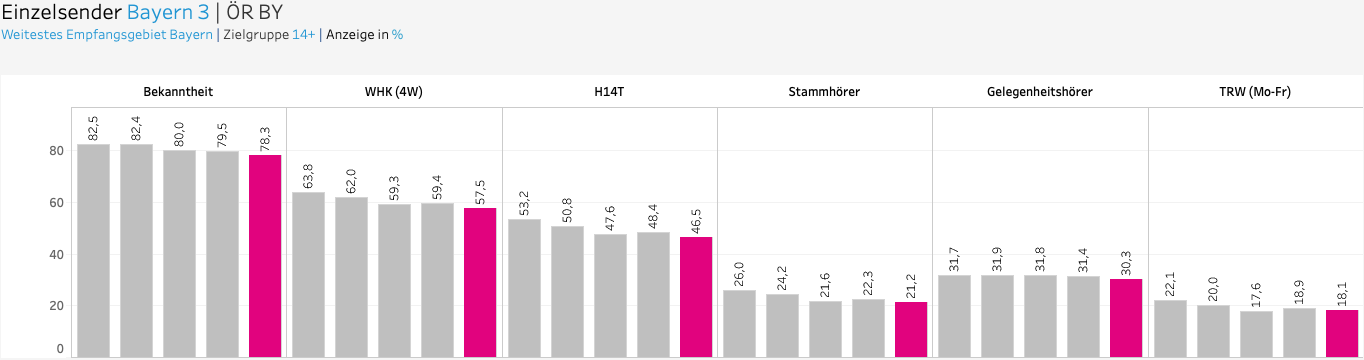 Einzelsender Bayern 3 | ÖR BY
Weitestes Empfangsgebiet Bayern | Zielgruppe 14+ | Anzeige in %
Bekanntheit WHK (4W) H14T Stammhörer Gelegenheitshörer TRW (Mo-Fr)
82,5 82,4 80,0 79,5 78,3
63,8 62,0 59,3 59,4 57,5
53,2 50,8 47,6 48,4 46,5
26,0 24,2 21,6 22,3 21,2
31,7 31,9 31,8 31,4 30,3
22,1 20,0 17,6 18,9 18,1
80
60
40
20
0